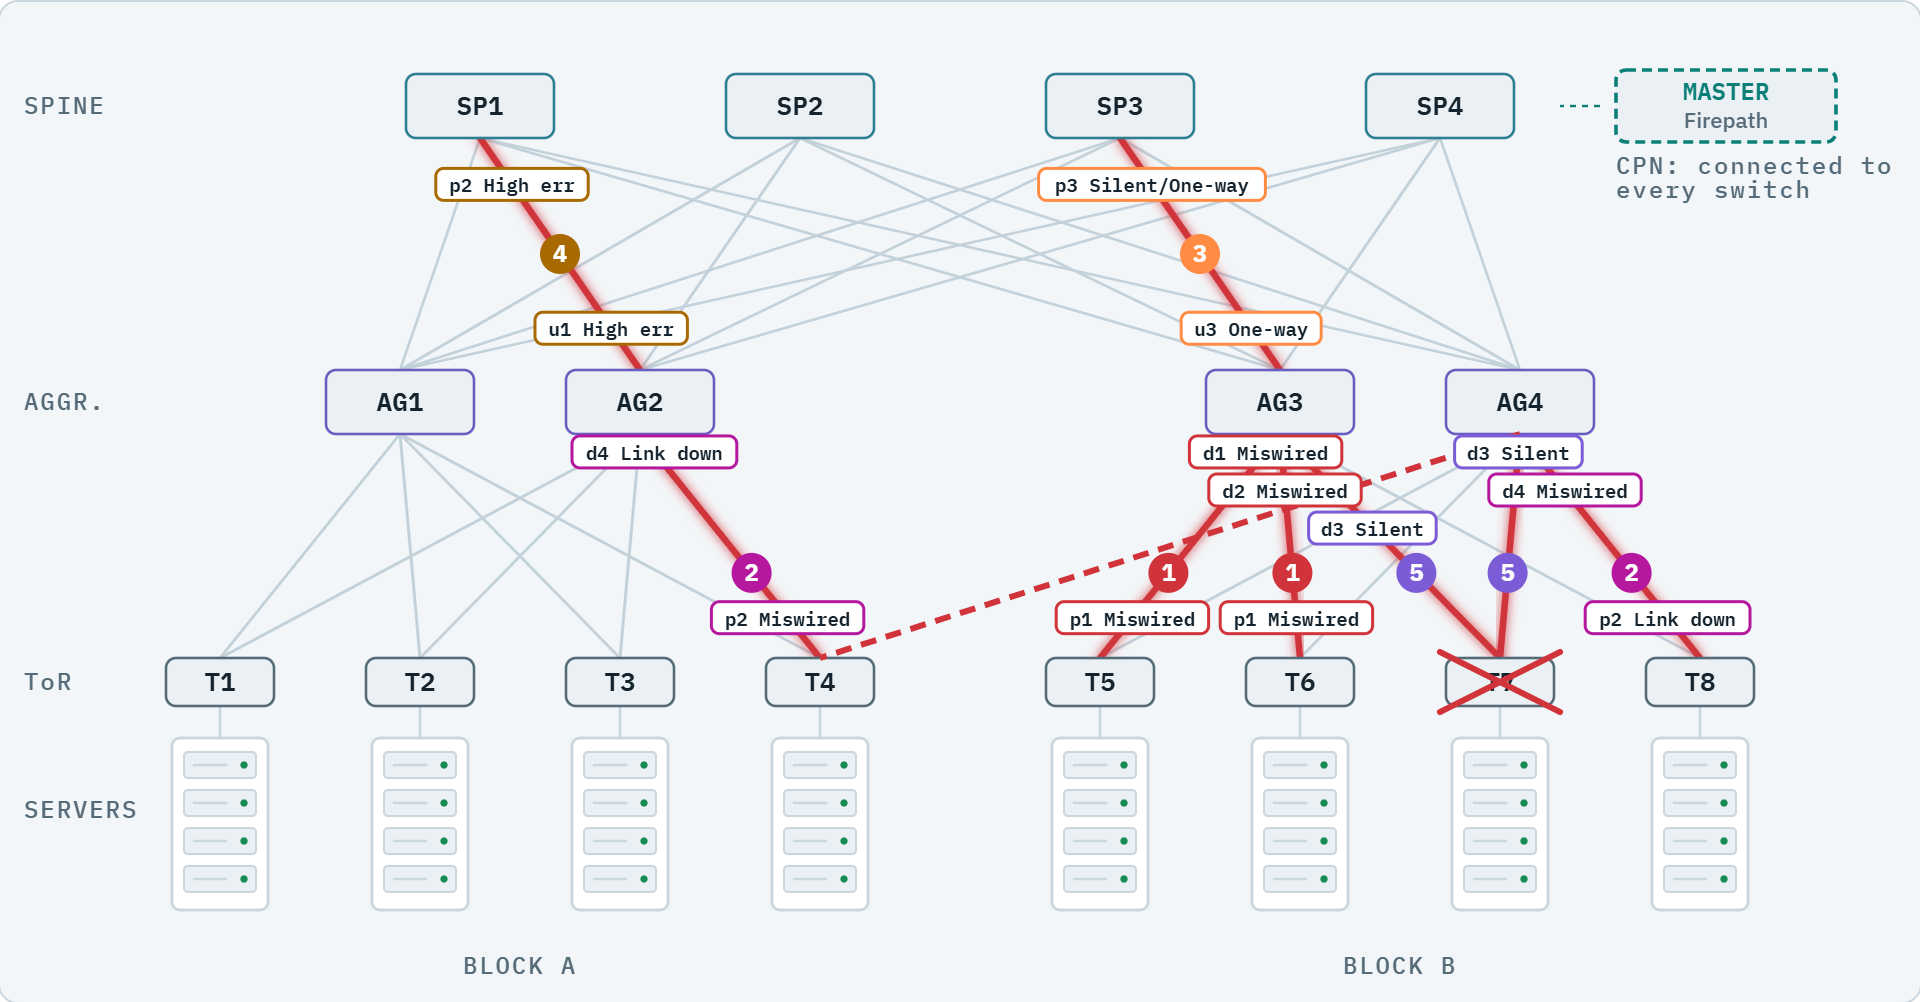 SPINE
SP1
SP2
SP3
SP4
MASTER
Firepath
CPN: connected to
every switch
p2 High err
p3 Silent/One-way
4
3
u1 High err
u3 One-way
AGGR.
AG1
AG2
AG3
AG4
d4 Link down
d1 Miswired
d3 Silent
d2 Miswired
d4 Miswired
d3 Silent
2
1
1
5
5
2
p2 Miswired
p1 Miswired
p1 Miswired
p2 Link down
ToR
T1
T2
T3
T4
T5
T6
T7
T8
SERVERS
BLOCK A
BLOCK B